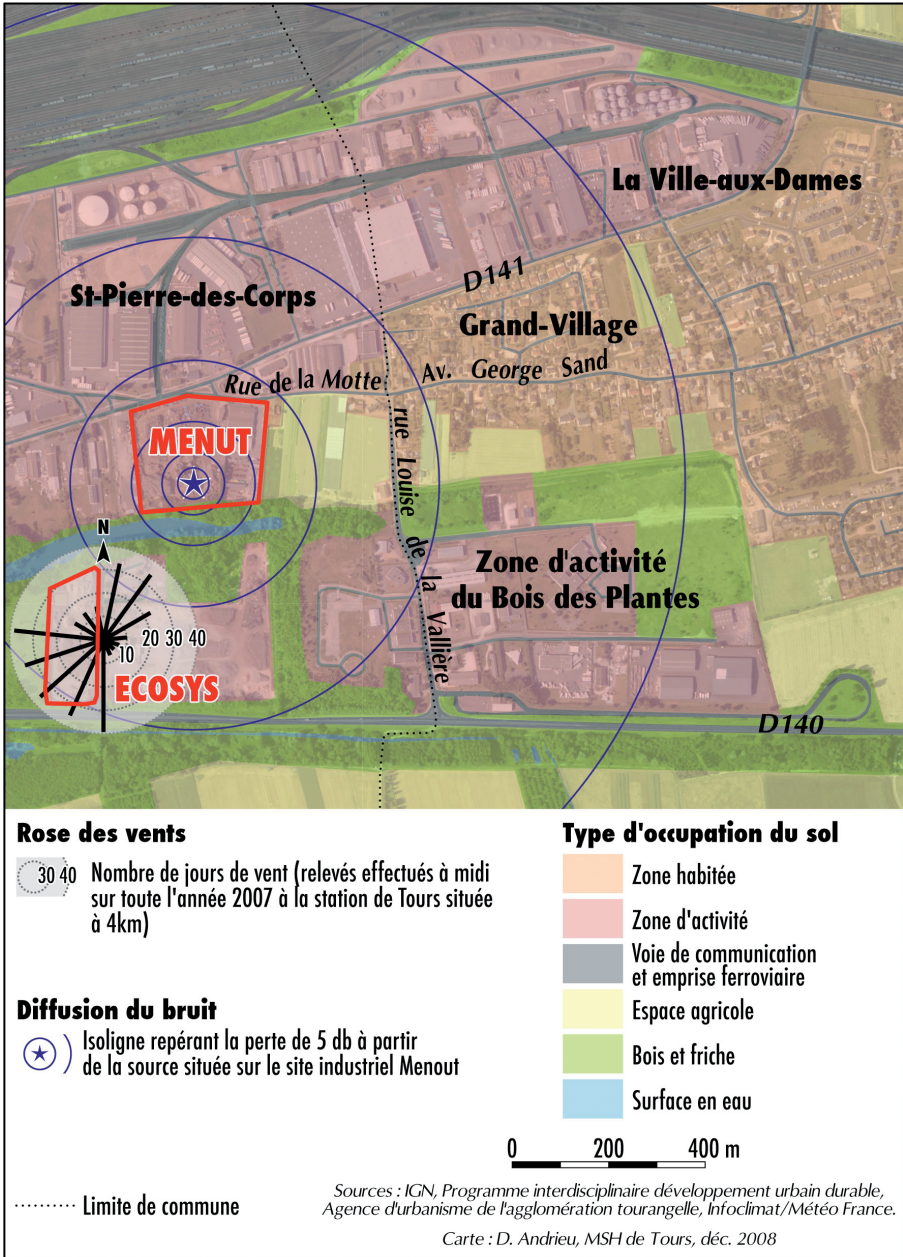 La Ville-aux-Dames
D141
St-Pierre-des-Corps
Grand-Village
Rue de la Motte
Av. George Sand
rue Louise de la Vallière
MENUT
N
Zone d'activité
du Bois des Plantes
10 20 30 40
ECOSYS
D140
Rose des vents
30 40
Nombre de jours de vent (relevés effectués à midi
sur toute l'année 2007 à la station de Tours située
à 4km)
Diffusion du bruit
Isoligne repérant la perte de 5 db à partir
de la source située sur le site industriel Menout
Limite de commune
Type d'occupation du sol
Zone habitée
Zone d'activité
Voie de communication
et emprise ferroviaire
Espace agricole
Bois et friche
Surface en eau
0 200 400 m
Sources : IGN, Programme interdisciplinaire développement urbain durable,
Agence d'urbanisme de l'agglomération tourangelle, Infoclimat/Météo France.
Carte : D. Andrieu, MSH de Tours, déc. 2008